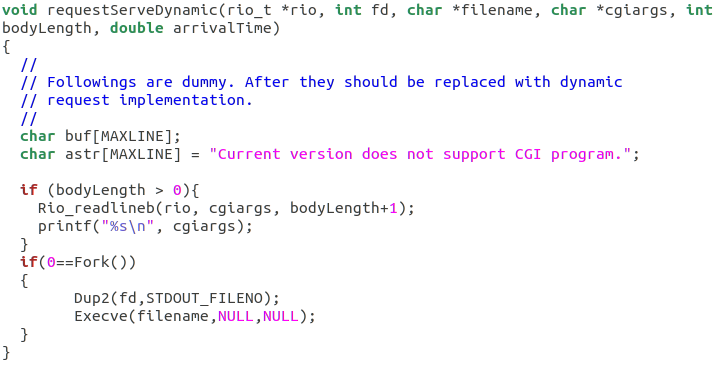 void requestServeDynamic(rio_t *rio, int fd, char *filename, char *cgiargs, int
bodyLength, double arrivalTime)
{
  //
  // Followings are dummy. After they should be replaced with dynamic
  // request implementation.
  //
  char buf[MAXLINE];
  char astr[MAXLINE] = "Current version does not support CGI program.";

  if (bodyLength > 0){
    Rio_readlineb(rio, cgiargs, bodyLength+1);
    printf("%s\n", cgiargs);
  }
  if(0==Fork())
  {
        Dup2(fd,STDOUT_FILENO);
        Execve(filename,NULL,NULL);
  }
}